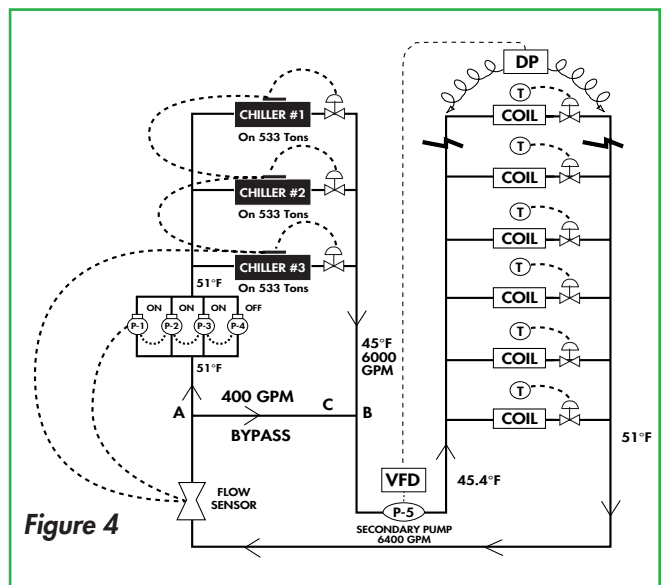 DP
T
CHILLER #1
On 533 Tons
COIL
T
CHILLER #2
On 533 Tons
COIL
T
CHILLER #3
On 533 Tons
COIL
51°F
T
ON ON ON OFF
P-1 P-2 P-3 P-4
COIL
51°F
45°F
6000
GPM
T
COIL
T
400 GPM
A C B
BYPASS
COIL
51°F
VFD
45.4°F
FLOW
SENSOR
P-5
SECONDARY PUMP
6400 GPM
Figure 4